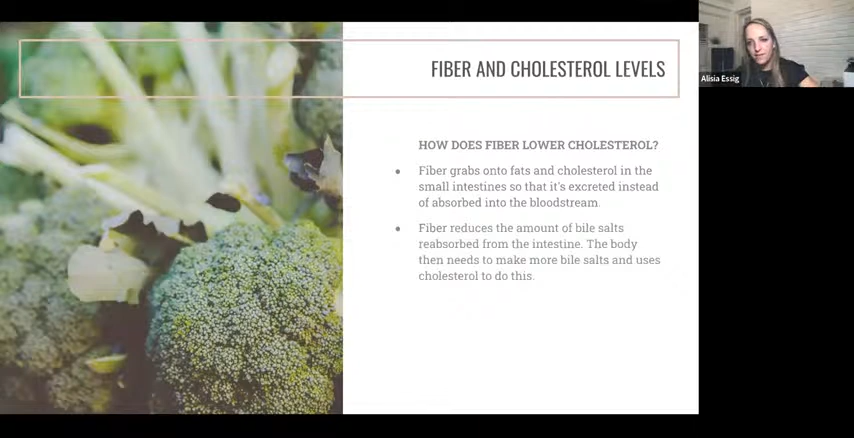 FIBER AND CHOLESTEROL LEVELS
Alisia Essig
HOW DOES FIBER LOWER CHOLESTEROL?
● Fiber grabs onto fats and cholesterol in the
small intestines so that it's excreted instead
of absorbed into the bloodstream.
● Fiber reduces the amount of bile salts
reabsorbed from the intestine. The body
then needs to make more bile salts and uses
cholesterol to do this.